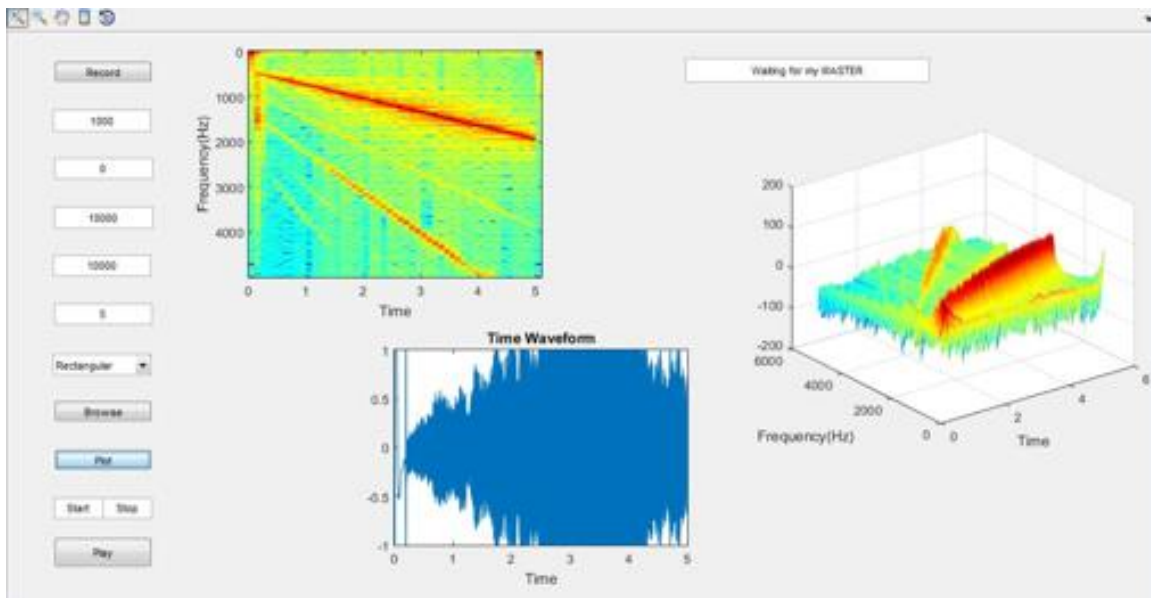 Record
1000
0
10000
10000
5
Rectangular
Browse
Plot
Start Stop
Play
0
1000
2000
3000
4000
Frequency(Hz)
0 1 2 3 4 5
Time
Time Waveform
1
0.5
0
-0.5
-1
0 1 2 3 4 5
Time
Waiting for my MASTER
200
100
0
-100
-200
6000
4000
2000
0
Frequency(Hz)
0
2
4
6
Time